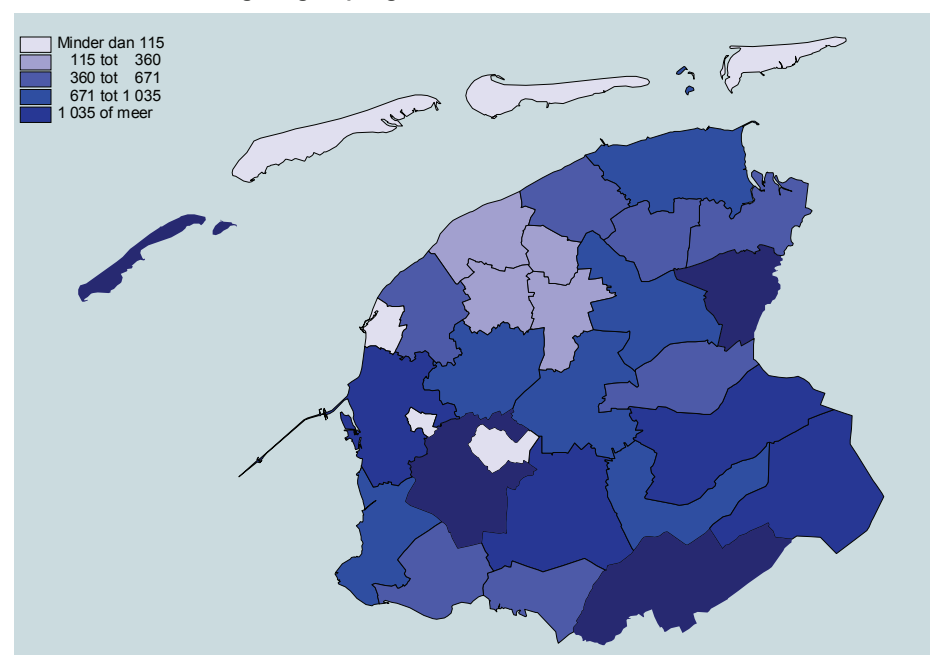 Minder dan 115
115 tot 360
360 tot 671
671 tot 1 035
1 035 of meer